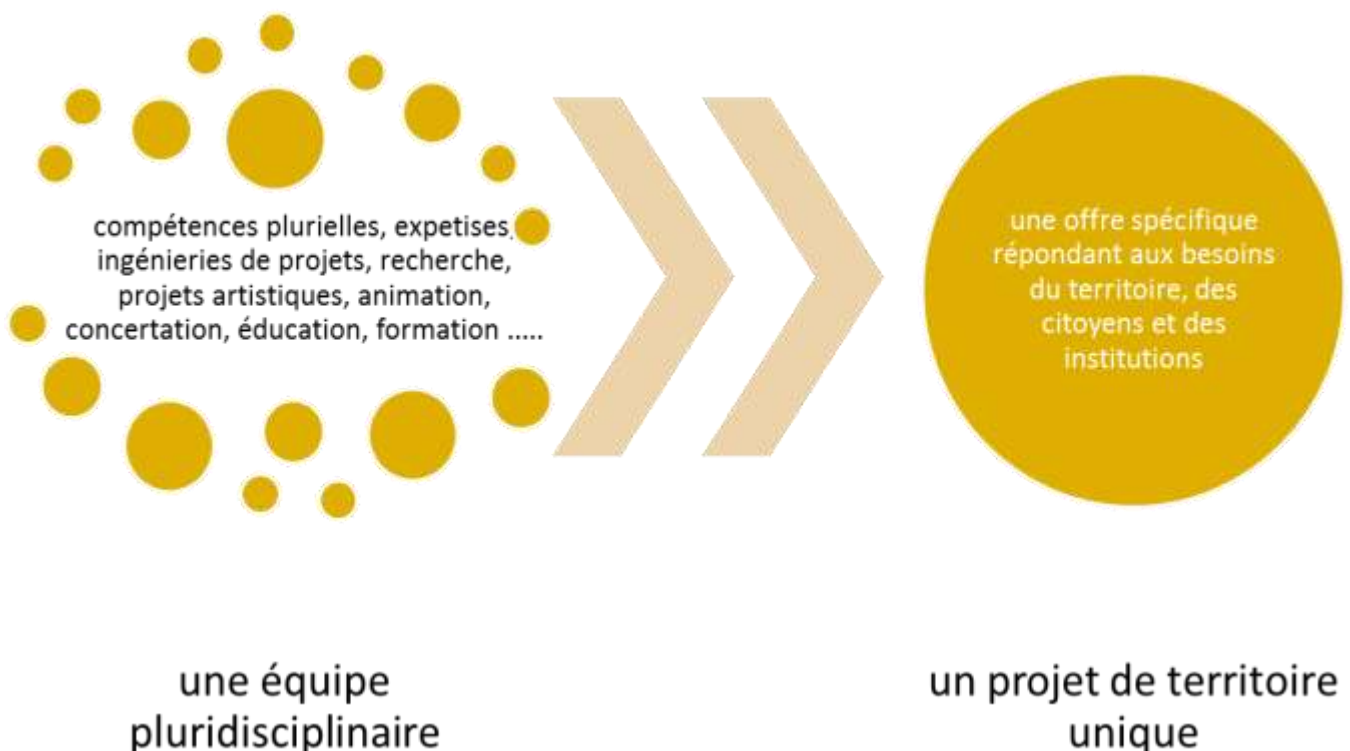 compétences plurielles, expetises,
ingénieries de projets, recherche,
projets artistiques, animation,
concertation, éducation, formation .....
une offre spécifique
répondant aux besoins
du territoire, des
citoyens et des
institutions
une équipe
pluridisciplinaire
un projet de territoire
unique